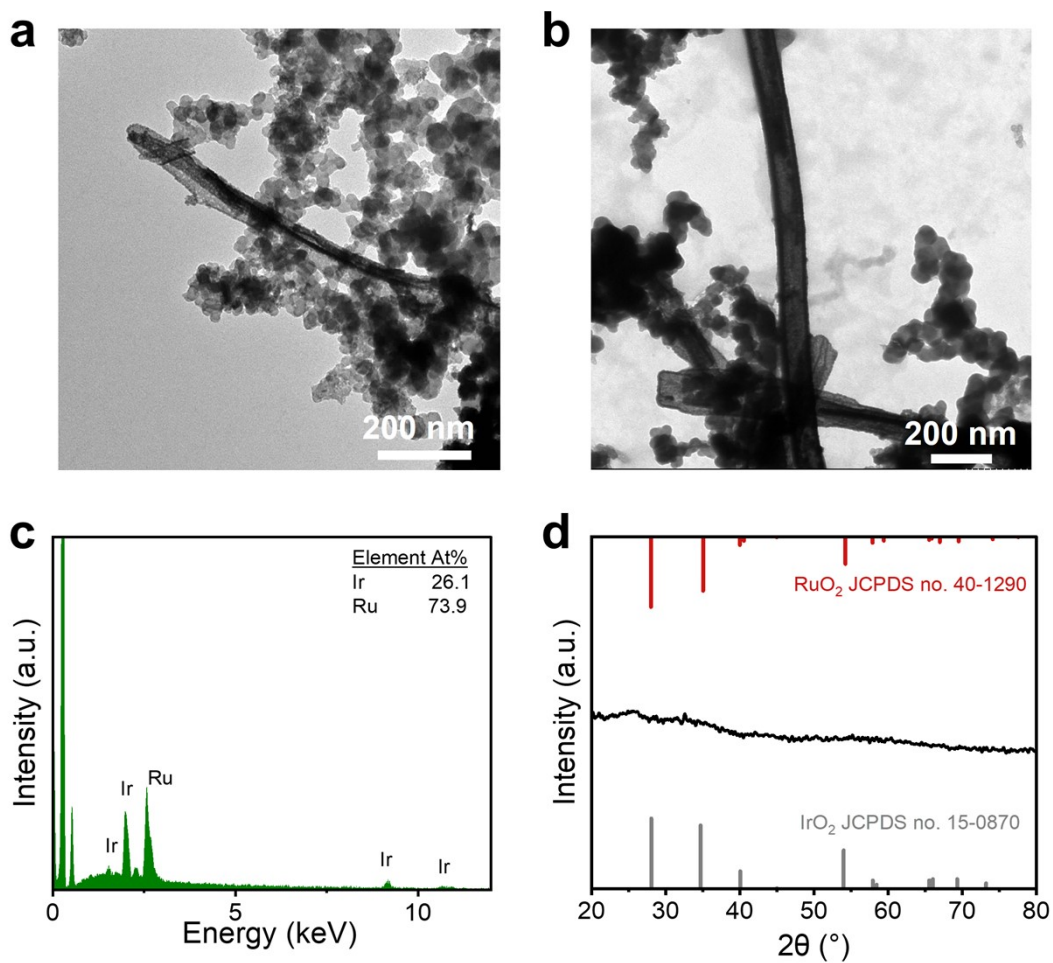 a
b
200 nm
200 nm
c
d
Element At%
Ir 26.1
Ru 73.9
Ir
Ir
Ru
Ir
Ir
Intensity (a.u.)
0 5 10
Energy (keV)
RuO₂ JCPDS no. 40-1290
IrO₂ JCPDS no. 15-0870
Intensity (a.u.)
20 30 40 50 60 70 80
2θ (°)